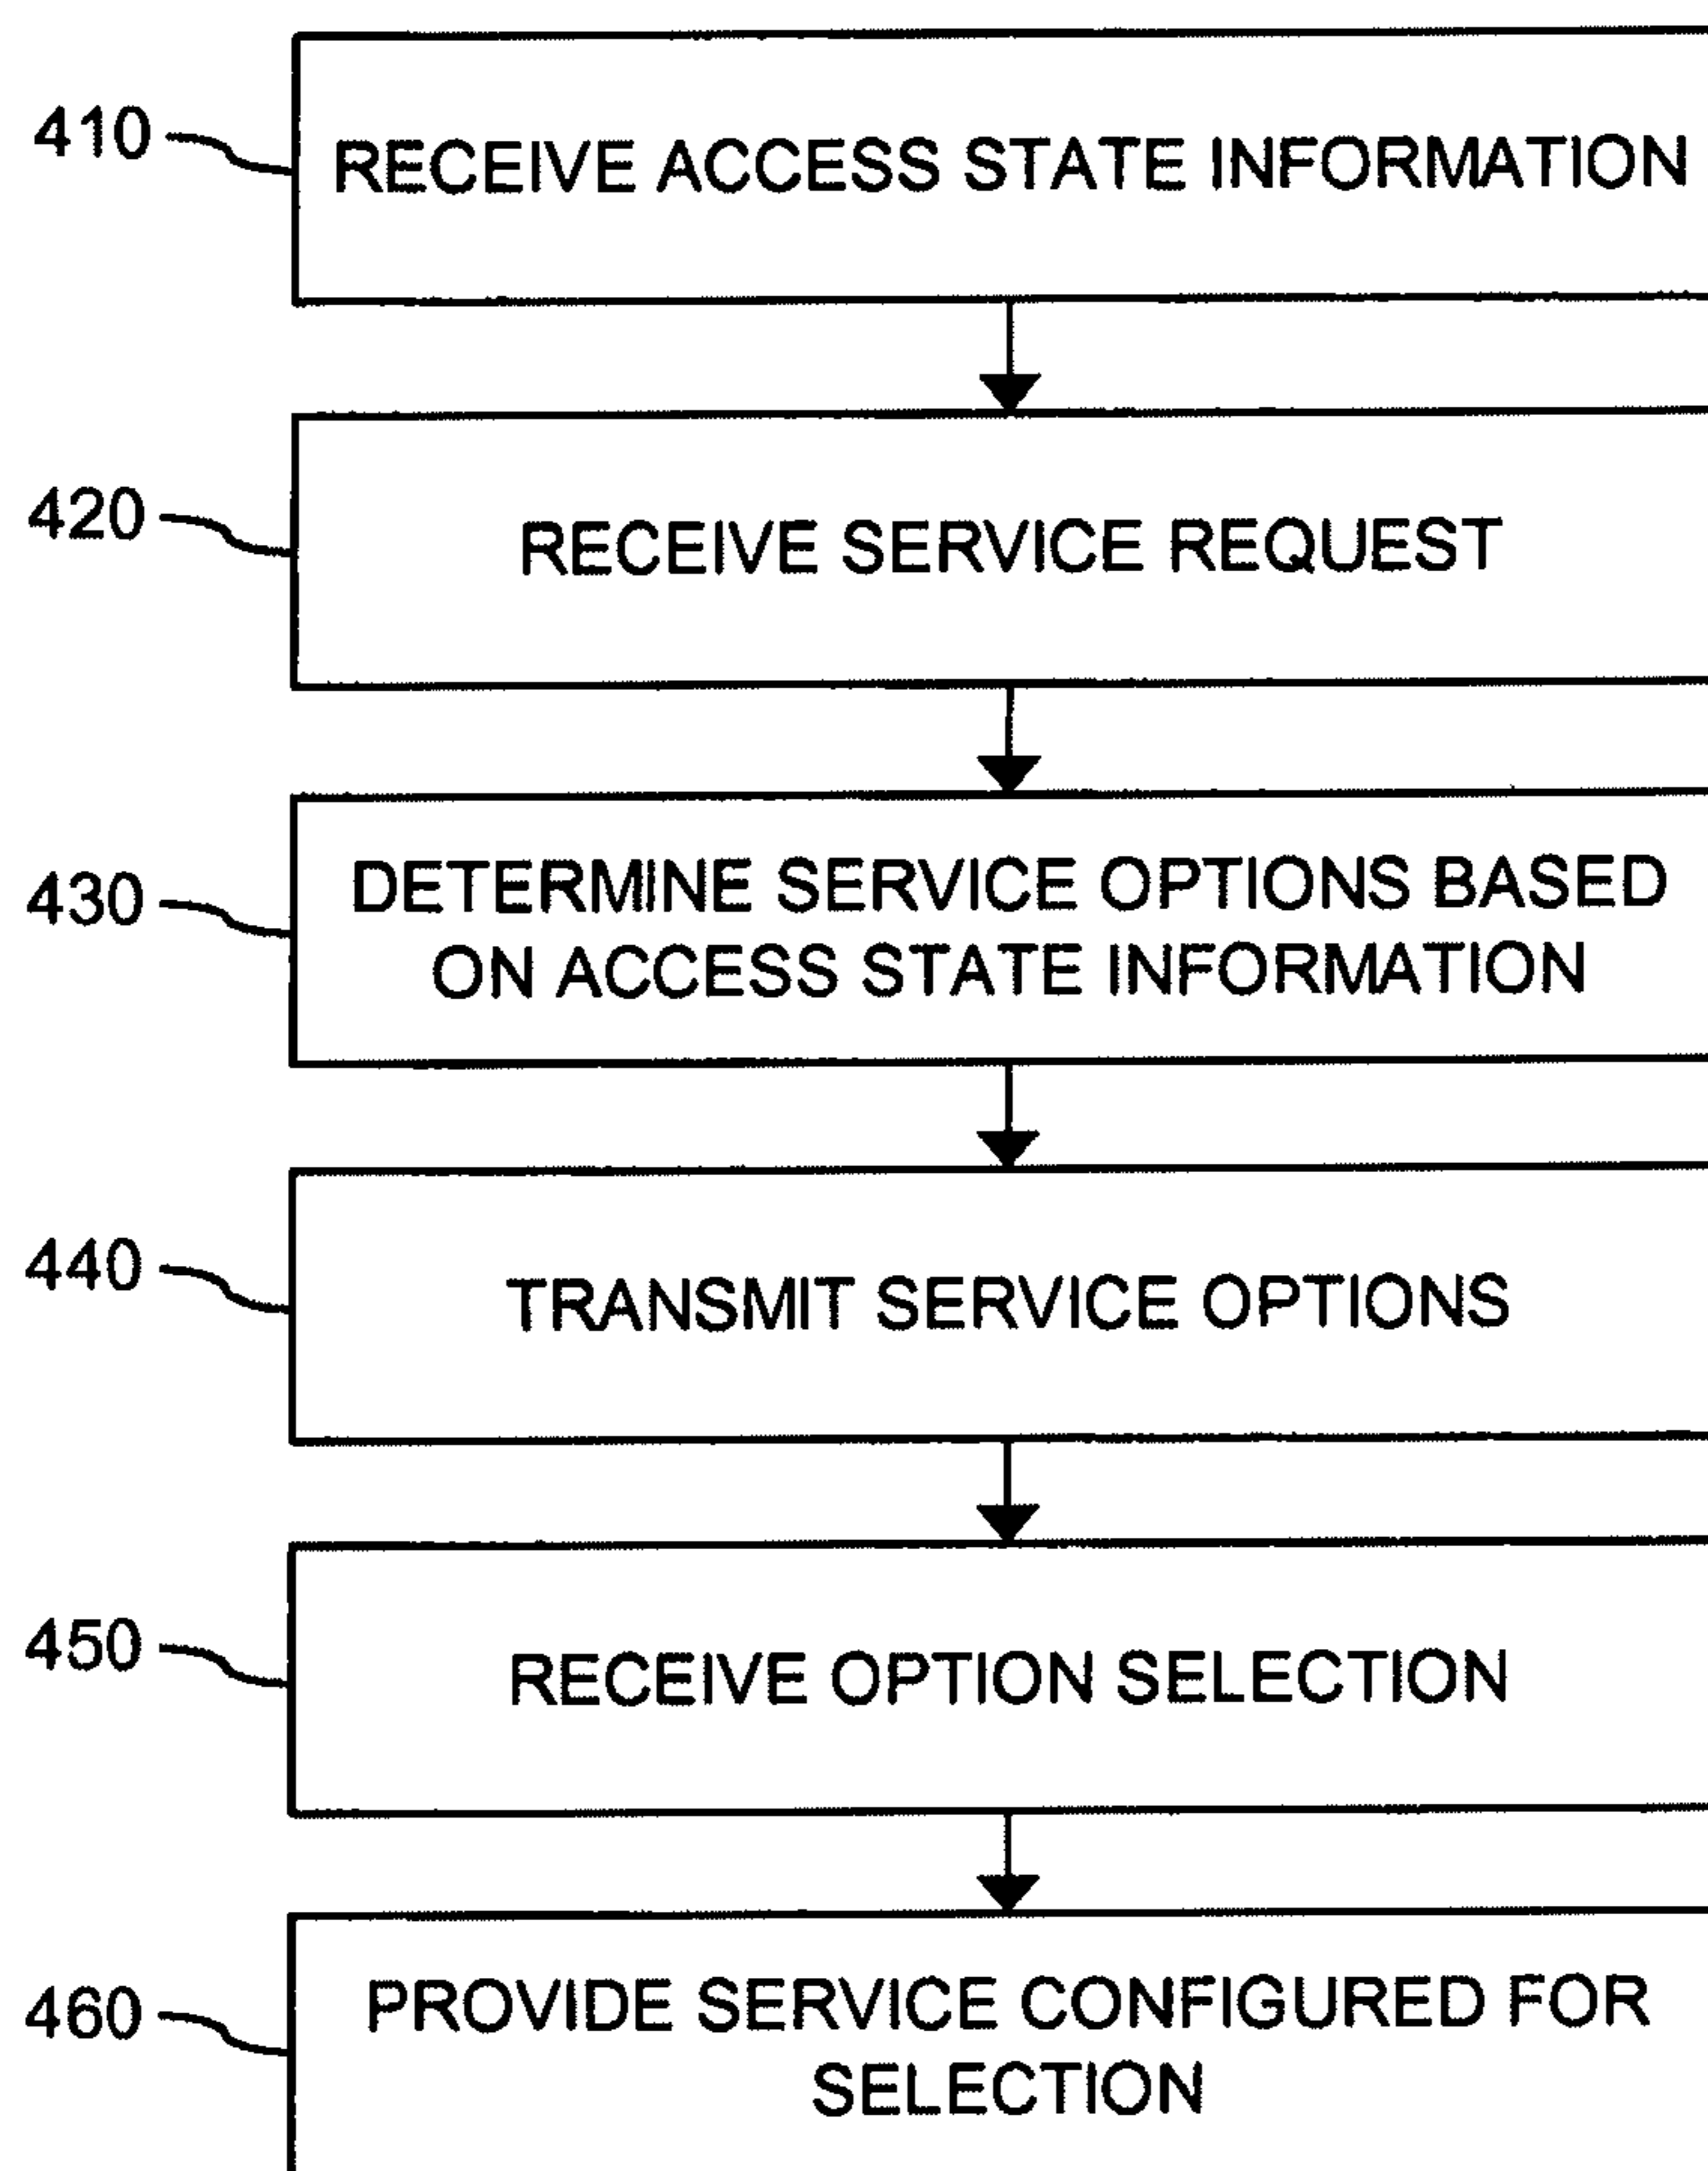 410
RECEIVE ACCESS STATE INFORMATION
420
RECEIVE SERVICE REQUEST
430
DETERMINE SERVICE OPTIONS BASED
ON ACCESS STATE INFORMATION
440
TRANSMIT SERVICE OPTIONS
450
RECEIVE OPTION SELECTION
460
PROVIDE SERVICE CONFIGURED FOR
SELECTION